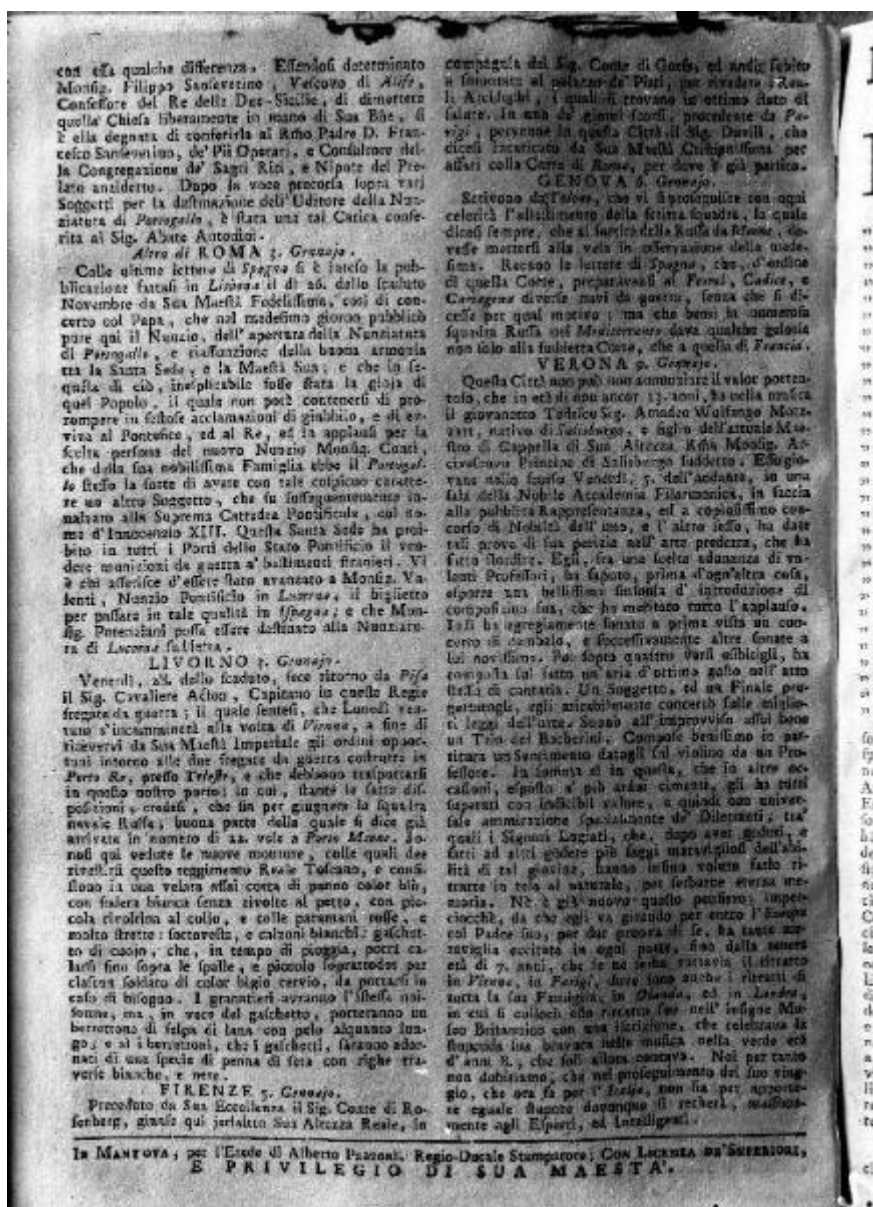 con essa qualche differenza. Essendosi determinato
Monsig. Filippo Sanseverino, Vescovo di Alife,
Confessore del Re delle Due-Sicilie, di dimettere
quella Chiesa liberamente in mano di Sua Bñe, si
è ella degnata di conferirla al Rm̃o Padre D. Fran-
cesco Sanseverino, de' Pii Operarj, e Consultore del-
la Congregazione de' Sagri Riti, e Nipote del Pre-
lato anzidetto. Dopo la voce precorsa sopra varj
Soggetti per la destinazione dell'Uditore della Nun-
ziatura di Portogallo, è stata una tal Carica confe-
rita al Sig. Abate Antonini.
Altra di ROMA 3. Gennajo.
Colle ultime lettere di Spagna si è inteso la pub-
blicazione fattasi in Lisbona il dì 26. dello scaduto
Novembre da Sua Maestà Fedelissima, così di con-
certo col Papa, che nel medesimo giorno pubblicò
pure qui il Nunzio, dell'apertura della Nunziatura
di Portogallo, e riassunzione della buona armonia
tra la Santa Sede, e la Maestà Sua; e che in se-
quela di ciò, inesplicabile fosse stata la gioja di
quel Popolo, il quale non potè contenersi di pro-
rompere in festose acclamazioni di giubbilo, e di ev-
viva al Pontefice, ed al Re, ed in applausi per la
scelta persona del nuovo Nunzio Monsig. Conti,
che della sua nobilissima Famiglia ebbe il Portogal-
lo stesso la sorte di avere con tale cospicuo caratte-
re un altro Soggetto, che fu susseguentemente in-
nalzato alla Suprema Cattedra Pontificale, col no-
me d'Innocenzio XIII. Questa Santa Sede ha proi-
bito in tutti i Porti dello Stato Pontificio il ven-
dere munizioni da guerra a' bastimenti stranieri. Vi
è chi asserisce d'essere stato avanzato a Monsig. Va-
lenti, Nunzio Pontificio in Lucerna, il biglietto
per passare in tale qualità in Ispagna; e che Mon-
sig. Potenziani possa essere destinato alla Nunziatu-
ra di Lucerna suddetta.
LIVORNO 3. Gennajo.
Venerdì, 28. dello scaduto, fece ritorno da Pisa
il Sig. Cavaliere Acton, Capitano in queste Regie
fregate da guerra; il quale sentesi, che Lunedì ven-
turo s'incamminerà alla volta di Vienna, a fine di
ricevervi da Sua Maestà Imperiale gli ordini oppor-
tuni intorno alle due fregate da guerra costrutte in
Porto Re, presso Trieste, e che debbono trasportarsi
in questo nostro porto; in cui, stante le fatte dis-
posizioni, credesi, che sia per giugnere la squadra
navale Russa, buona parte della quale si dice già
arrivata in numero di 22. vele a Porto Maone. So-
nosi qui vedute le nuove monture, colle quali dee
rivestirsi questo reggimento Reale Toscano, e consi-
stono in una velata assai corta di panno color blù,
con fodera bianca senza rivolte al petto, con pic-
cola rivoltina al collo, e colle paramani rosse, e
molto strette: sottoveste, e calzoni bianchi: gaschet-
to di cuojo, che, in tempo di pioggia, potrà ca-
larsi fino sopra le spalle, e piccolo soprattodos per
ciascun soldato di color bigio cervio, da portarsi in
caso di bisogno. I granatieri avranno l'istessa mon-
, ma, in vece del gaschetto, porteranno un
berrettone di felpa di lana con pelo alquanto lun-
go; e sì i berrettoni, che i gaschetti, saranno ador-
nati di una specie di penna di seta con righe tra-
verse bianche, e nere.
FIRENZE 5. Gennajo.
Preceduto da Sua Eccellenza il Sig. Conte di Ro-
senberg, giunse qui jerlaltro Sua Altezza Reale, in
compagnia del Sig. Conte di Goess, ed andò subito
a smontare al palazzo de' Pitti, per rivedere i Rea-
li Arciduchi, i quali si trovano in ottimo stato di
salute. In uno de' giorni scorsi, procedente da Pa-
rigi, pervenne in questa Città il Sig. Duvill, che
dicesi incaricato da Sua Maestà Cristianissima per
affari colla Corte di Roma, per dove è già partito.
GENOVA 6. Gennajo.
Scrivono da Tolone, che vi si proseguisce con ogni
celerità l'allestimento della settima squadra, la quale
dicesi sempre, che al sortire della Russa da Maone, do-
vesse mettersi alla vela in osservazione della mede-
sima. Recano le lettere di Spagna, che, d'ordine
di quella Corte, preparavansi al Ferrol, Cadice, e
Cartagena diverse navi da guerra, senza che si di-
cesse per qual motivo; ma che bensì la numerosa
squadra Russa nel Mediterraneo dava qualche gelosia
non solo alla suddetta Corte, che a quella di Francia.
VERONA 9. Gennajo.
Questa Città non può non annunziare il valor porten-
toso, che in età di non ancor 13. anni, ha nella musica
il giovanetto Tedesco Sig. Amadeo Wolfango Motz-
zart, nativo di Salisburgo, e figlio dell'attuale Mae-
stro di Cappella di Sua Altezza Rm̃a Monsig. Ar-
civescovo Principe di Salisburgo suddetto. Esso gio-
vane nello scorso Venerdì, 5. dell'andante, in una
sala della Nobile Accademia Filarmonica, in faccia
alla pubblica Rappresentanza, ed a copiosissimo con-
corso di Nobiltà dell'uno, e l'altro sesso, ha date
tali prove di sua perizia nell'arte predetta, che ha
fatto stordire. Egli, fra una scelta adunanza di va-
lenti Professori, ha saputo, prima d'ogn'altra cosa,
esporre una bellissima sinfonia d'introduzione di
composizion sua, che ha meritato tutto l'applauso.
Indi ha egregiamente sonato a prima vista un con-
certo di cembalo, e successivamente altre sonate a
lui novissime. Poi sopra quattro versi esibitigli, ha
composta sul fatto un'aria d'ottimo gusto nell'atto
stesso di cantarla. Un Soggetto, ed un Finale pro-
gettatogli, egli mirabilmente concertò sulle miglio-
ri leggi dell'arte. Suonò all'improvviso assai bene
un Trio del Bocherini. Compose benissimo in par-
titura un Sentimento datogli sul violino da un Pro-
fessore. In somma sì in questa, che in altre oc-
casioni, esposto a' più ardui cimenti, gli ha tutti
superati con indicibil valore, e quindi con univer-
sale ammirazione specialmente de' Dilettanti, tra'
quali i Signori Lugiati, che, dopo aver goduti, e
fatti ad altri godere più saggi maravigliosi dell'abi-
lità di tal giovine, hanno infine voluto farlo ri-
trarre in tela al naturale, per serbarne eterna me-
moria. Nè è già nuovo questo pensiero; imper-
ciocchè, da che egli va girando per entro l'Europa
col Padre suo, per dar prova di se, ha tanta ma-
raviglia eccitata in ogni parte, fino dalla tenera
età di 7. anni, che se ne serba tuttavia il ritratto
in Vienna, in Parigi, dove sono anche i ritratti di
tutta la sua Famiglia, in Olanda, ed in Londra,
in cui si collocò esso ritratto suo nell'insigne Mu-
seo Britannico con una iscrizione, che celebrava la
stupenda sua bravura nella musica nella verde età
d'anni 8., che soli allora contava. Noi per tanto
non dubitiamo, che nel proseguimento del suo viag-
gio, che ora fa per l'Italia, non sia per apporta-
re eguale stupore dovunque si recherà, massima-
mente agli Esperti, ed Intelligenti.
IN MANTOVA, per l'Erede di Alberto Pazzoni, Regio-Ducale Stampatore; CON LICENZA DE' SUPERIORI,
E PRIVILEGIO DI SUA MAESTA'.